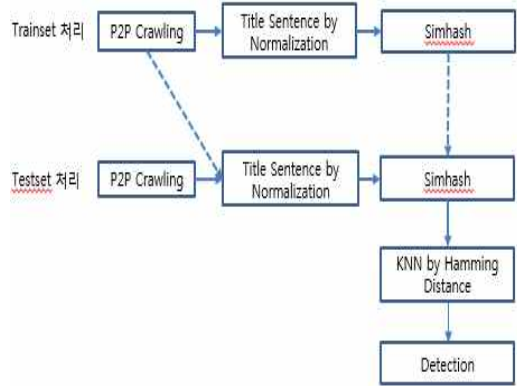 Trainset 처리
P2P Crawling
Title Sentence by
Normalization
Simhash
Testset 처리
P2P Crawling
Title Sentence by
Normalization
Simhash
KNN by Hamming
Distance
Detection